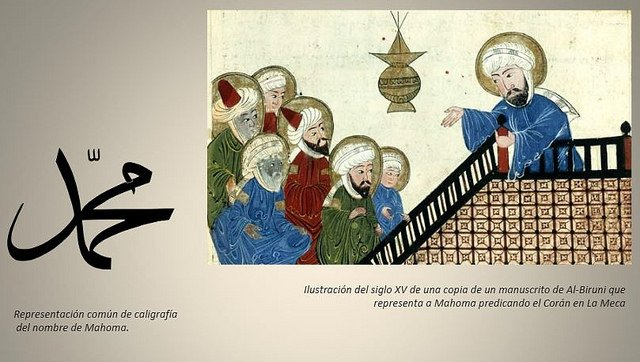 محمد
Ilustración del siglo XV de una copia de un manuscrito de Al-Biruni que
representa a Mahoma predicando el Corán en La Meca
Representación común de caligrafía
del nombre de Mahoma.